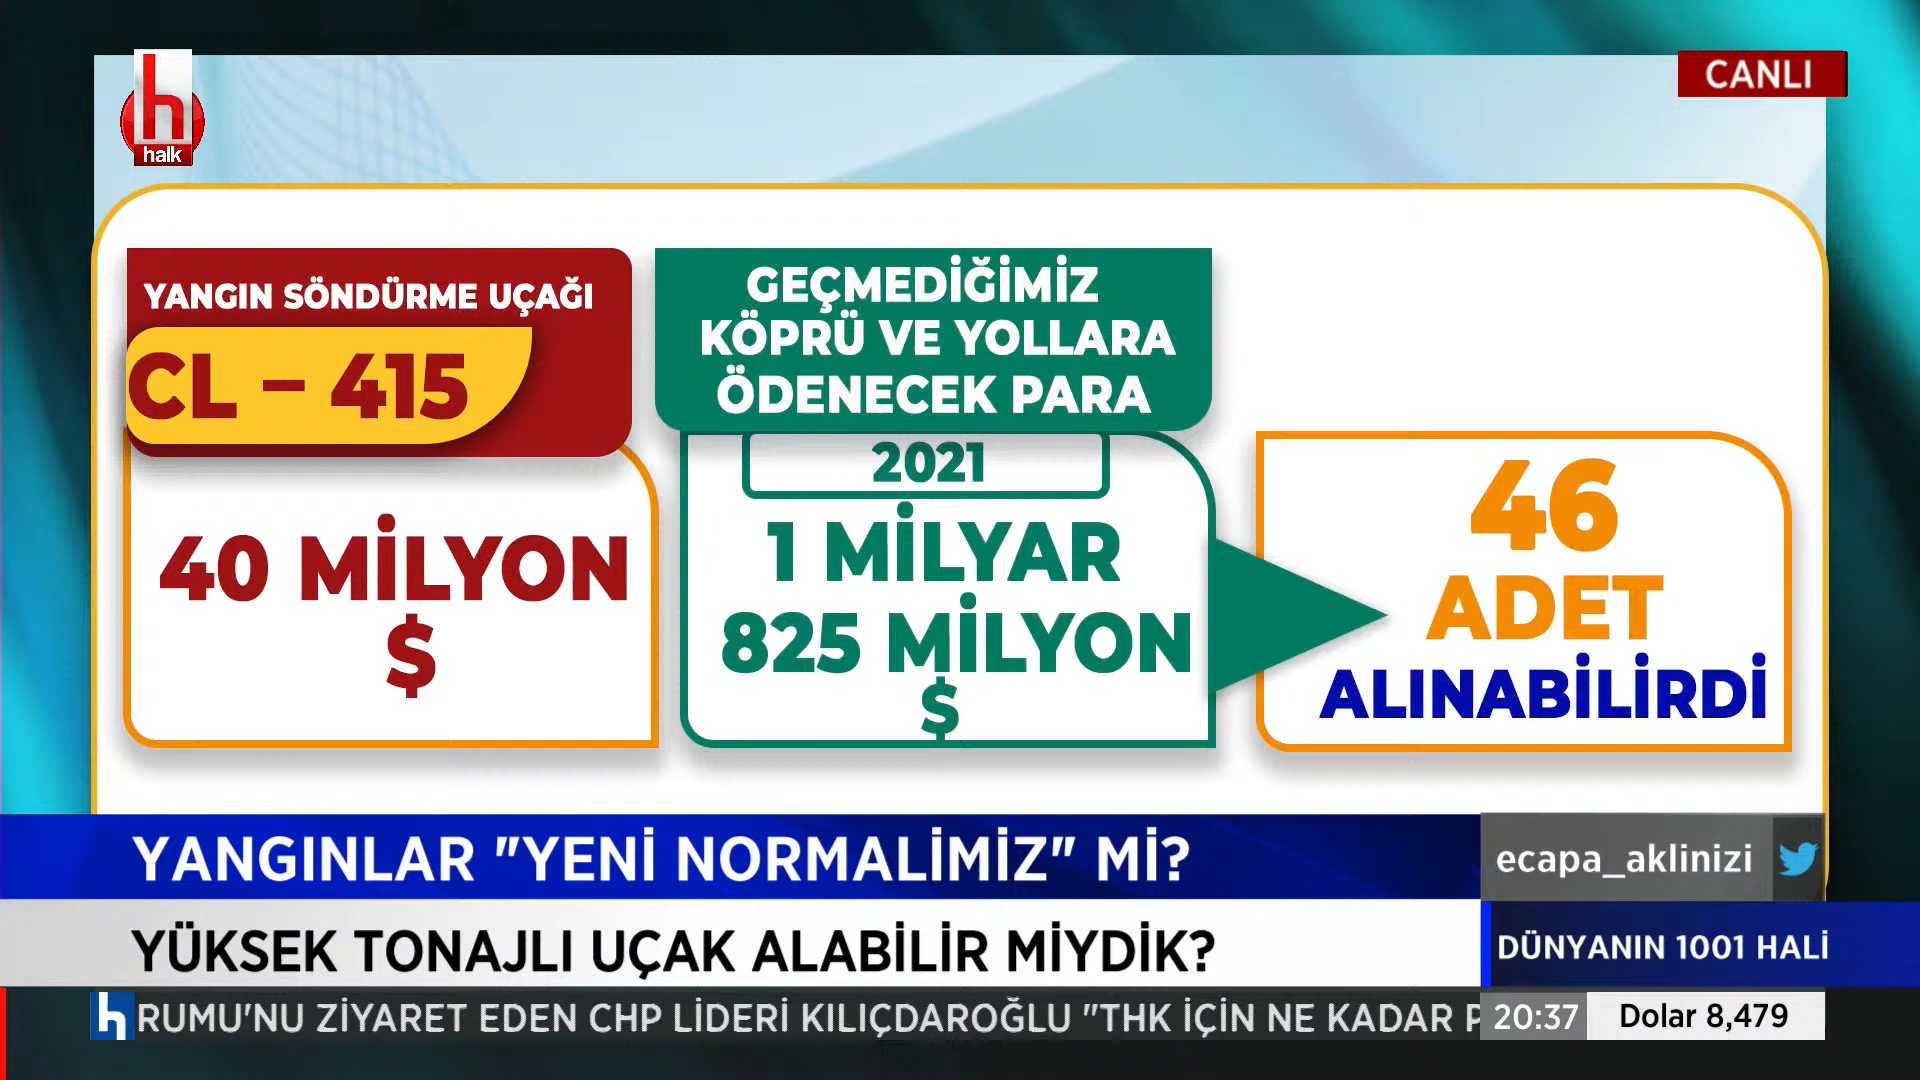 h
halk
CANLI
YANGIN SÖNDÜRME UÇAĞI
CL – 415
40 MİLYON
$
GEÇMEDİĞİMİZ
KÖPRÜ VE YOLLARA
ÖDENECEK PARA
2021
1 MİLYAR
825 MİLYON
$
46
ADET
ALINABİLİRDİ
YANGINLAR "YENİ NORMALİMİZ" Mİ?
ecapa_aklinizi
YÜKSEK TONAJLI UÇAK ALABİLİR MİYDİK?
DÜNYANIN 1001 HALİ
h RUMU'NU ZİYARET EDEN CHP LİDERİ KILIÇDAROĞLU "THK İÇİN NE KADAR P
20:37
Dolar 8,479